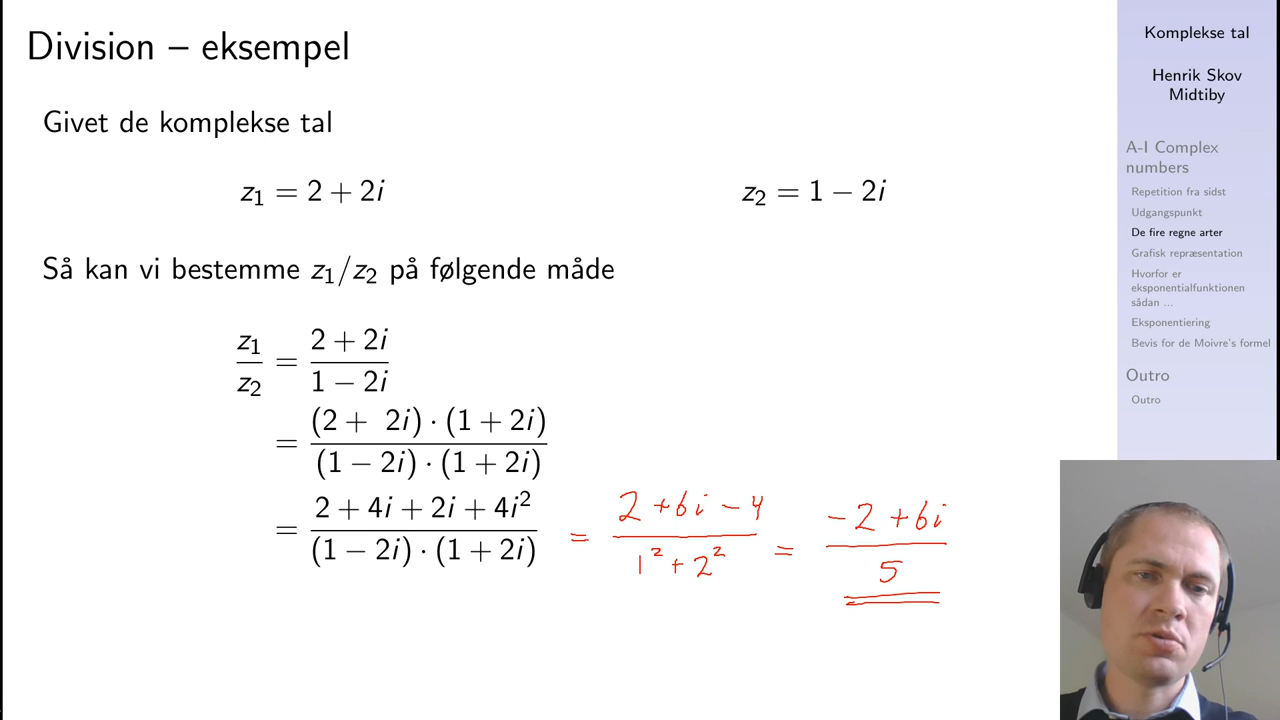 Division – eksempel
Givet de komplekse tal
z₁ = 2 + 2i
z₂ = 1 − 2i
Så kan vi bestemme z₁/z₂ på følgende måde
z₁/z₂ = (2 + 2i)/(1 − 2i)
= ((2 + 2i) · (1 + 2i))/((1 − 2i) · (1 + 2i))
= (2 + 4i + 2i + 4i²)/((1 − 2i) · (1 + 2i)) = (2 + 6i − 4)/(1² + 2²) = (−2 + 6i)/5
Komplekse tal
Henrik Skov
Midtiby
A-I Complex
numbers
Repetition fra sidst
Udgangspunkt
De fire regne arter
Grafisk repræsentation
Hvorfor er
eksponentialfunktionen
sådan ...
Eksponentiering
Bevis for de Moivre's formel
Outro
Outro